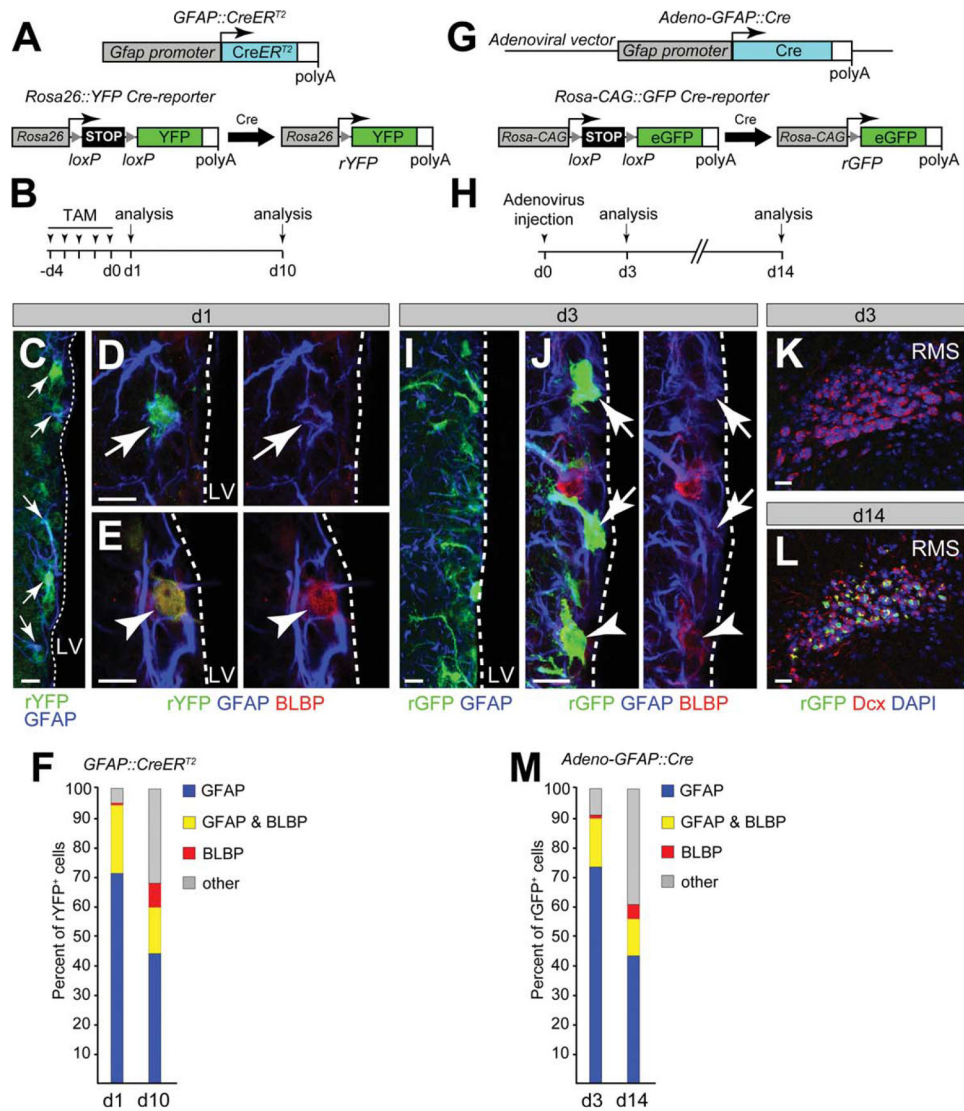 A
GFAP::CreER^T2
Gfap promoter CreER^T2
polyA
Rosa26::YFP Cre-reporter
Rosa26 STOP YFP Cre Rosa26 YFP
loxP loxP polyA rYFP polyA
B
TAM analysis analysis
-d4 d0 d1 d10
G
Adeno-GFAP::Cre
Adenoviral vector Gfap promoter Cre
polyA
Rosa-CAG::GFP Cre-reporter
Rosa-CAG STOP eGFP Cre Rosa-CAG eGFP
loxP loxP polyA rGFP polyA
H
Adenovirus
injection analysis analysis
d0 d3 d14
d1
C D
LV
LV
E
LV
rYFP
GFAP
rYFP GFAP BLBP
d3
I J
rGFP GFAP
rGFP GFAP BLBP
d3
K RMS
d14
L RMS
rGFP Dcx DAPI
F
GFAP::CreER^T2
Percent of rYFP+ cells
100
90
80
70
60
50
40
30
20
10
d1 d10
GFAP
GFAP & BLBP
BLBP
other
M
Adeno-GFAP::Cre
Percent of rGFP+ cells
100
90
80
70
60
50
40
30
20
10
d3 d14
GFAP
GFAP & BLBP
BLBP
other